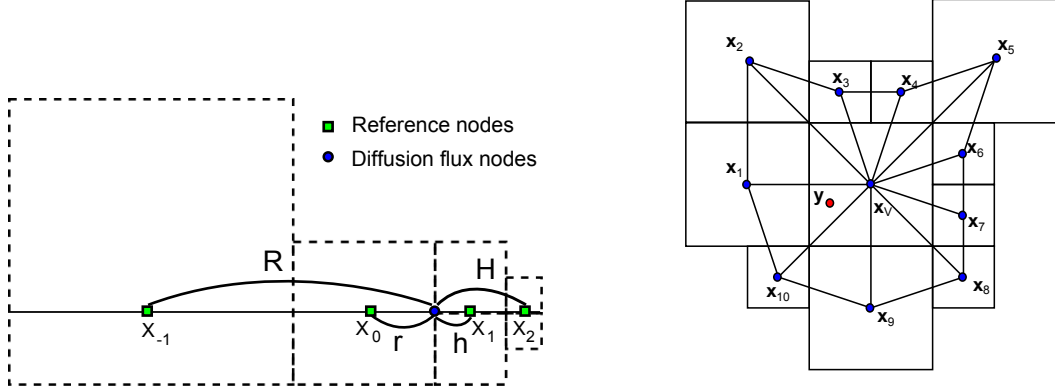 Reference nodes
Diffusion flux nodes
R
H
X-1
X0
r
h
X1
X2
x2
x3
x4
x5
x1
x6
y
xV
x7
x10
x9
x8